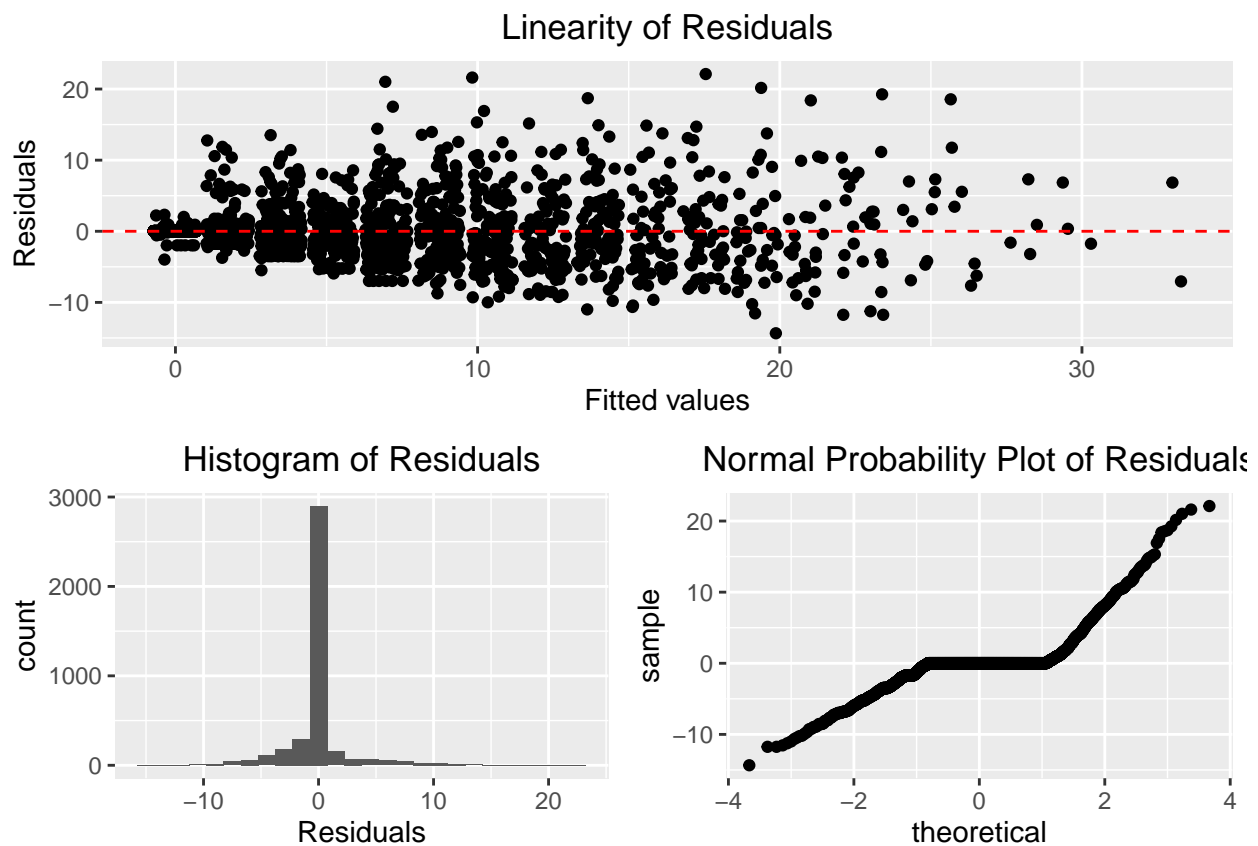 Linearity of Residuals
20
10
0
−10
Residuals
0
10
20
30
Fitted values
Histogram of Residuals
3000
2000
1000
0
count
−10
0
10
20
Residuals
Normal Probability Plot of Residuals
20
10
0
−10
sample
−4
−2
0
2
4
theoretical